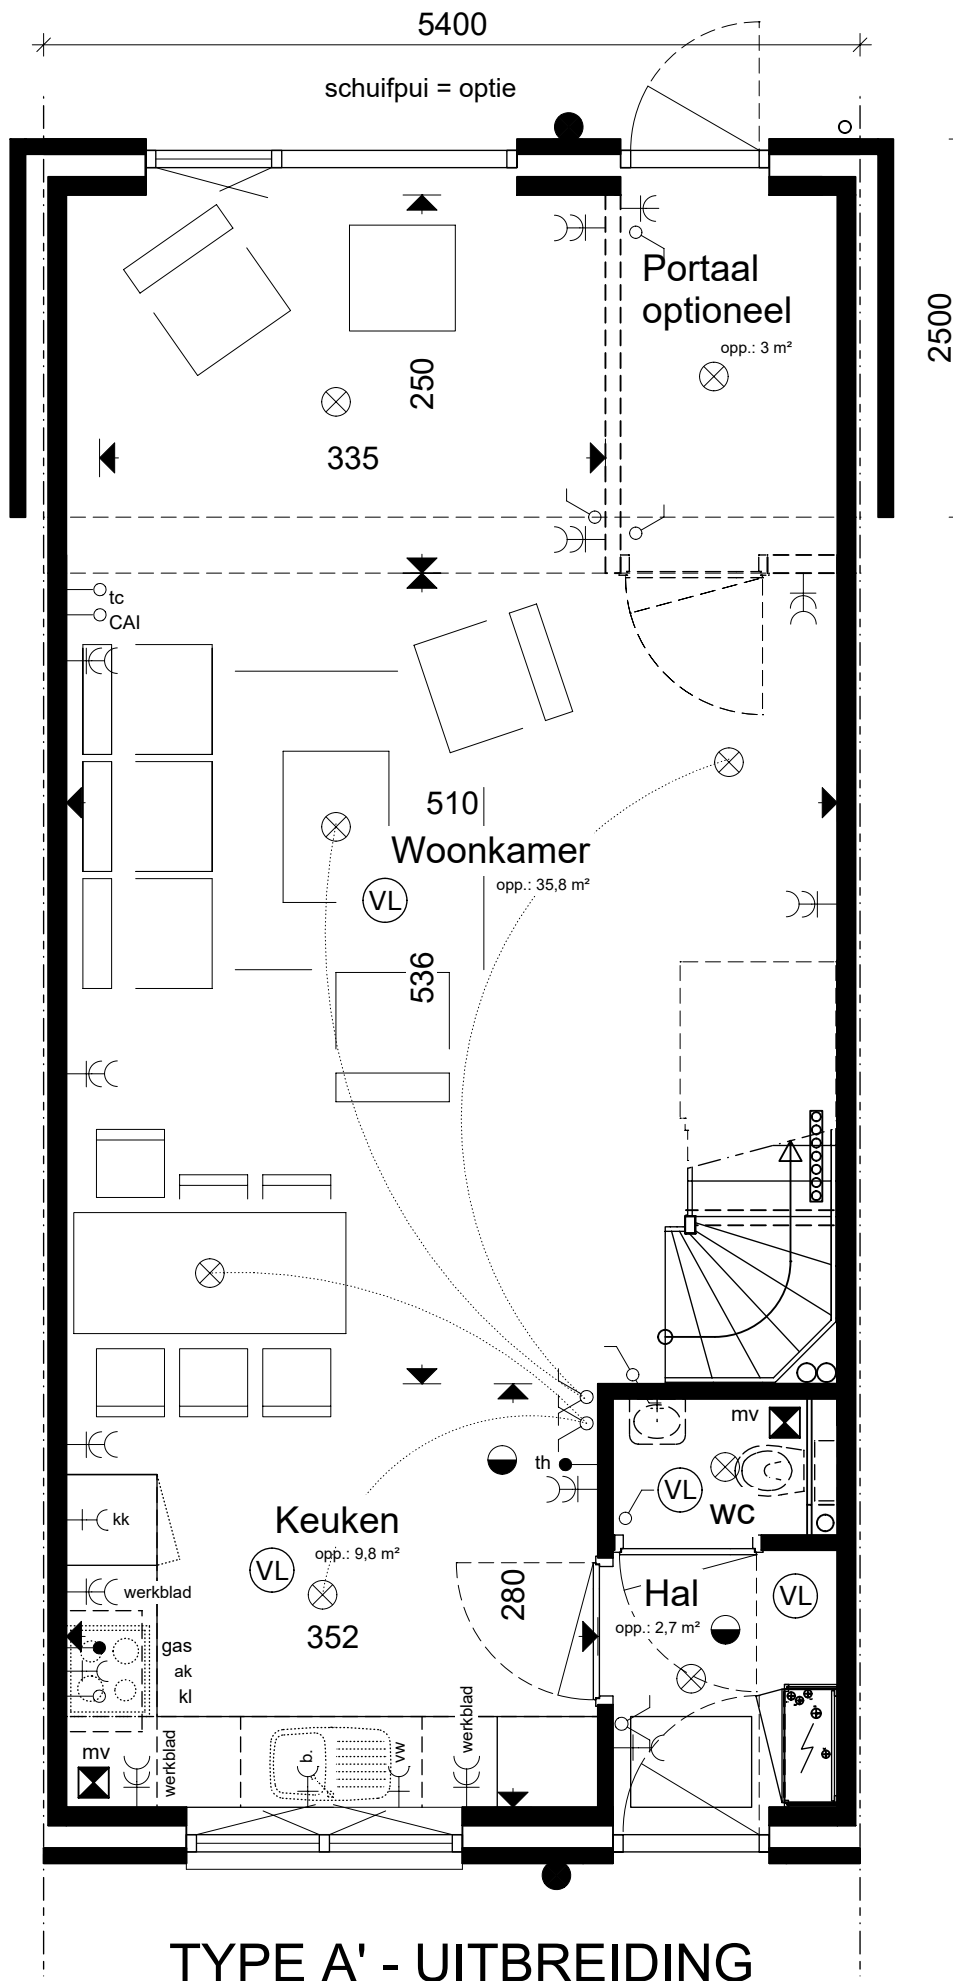 5400
schuifpui = optie
Portaal
optioneel
opp.: 3 m²
2500
250
335
tc
CAI
510
Woonkamer
opp.: 35,8 m²
VL
536
mv
th
VL
wc
kk
Keuken
opp.: 9,8 m²
VL
werkblad
280
Hal
opp.: 2,7 m²
VL
352
gas
ak
kl
mv
werkblad
b.
vw
werkblad
TYPE A' - UITBREIDING